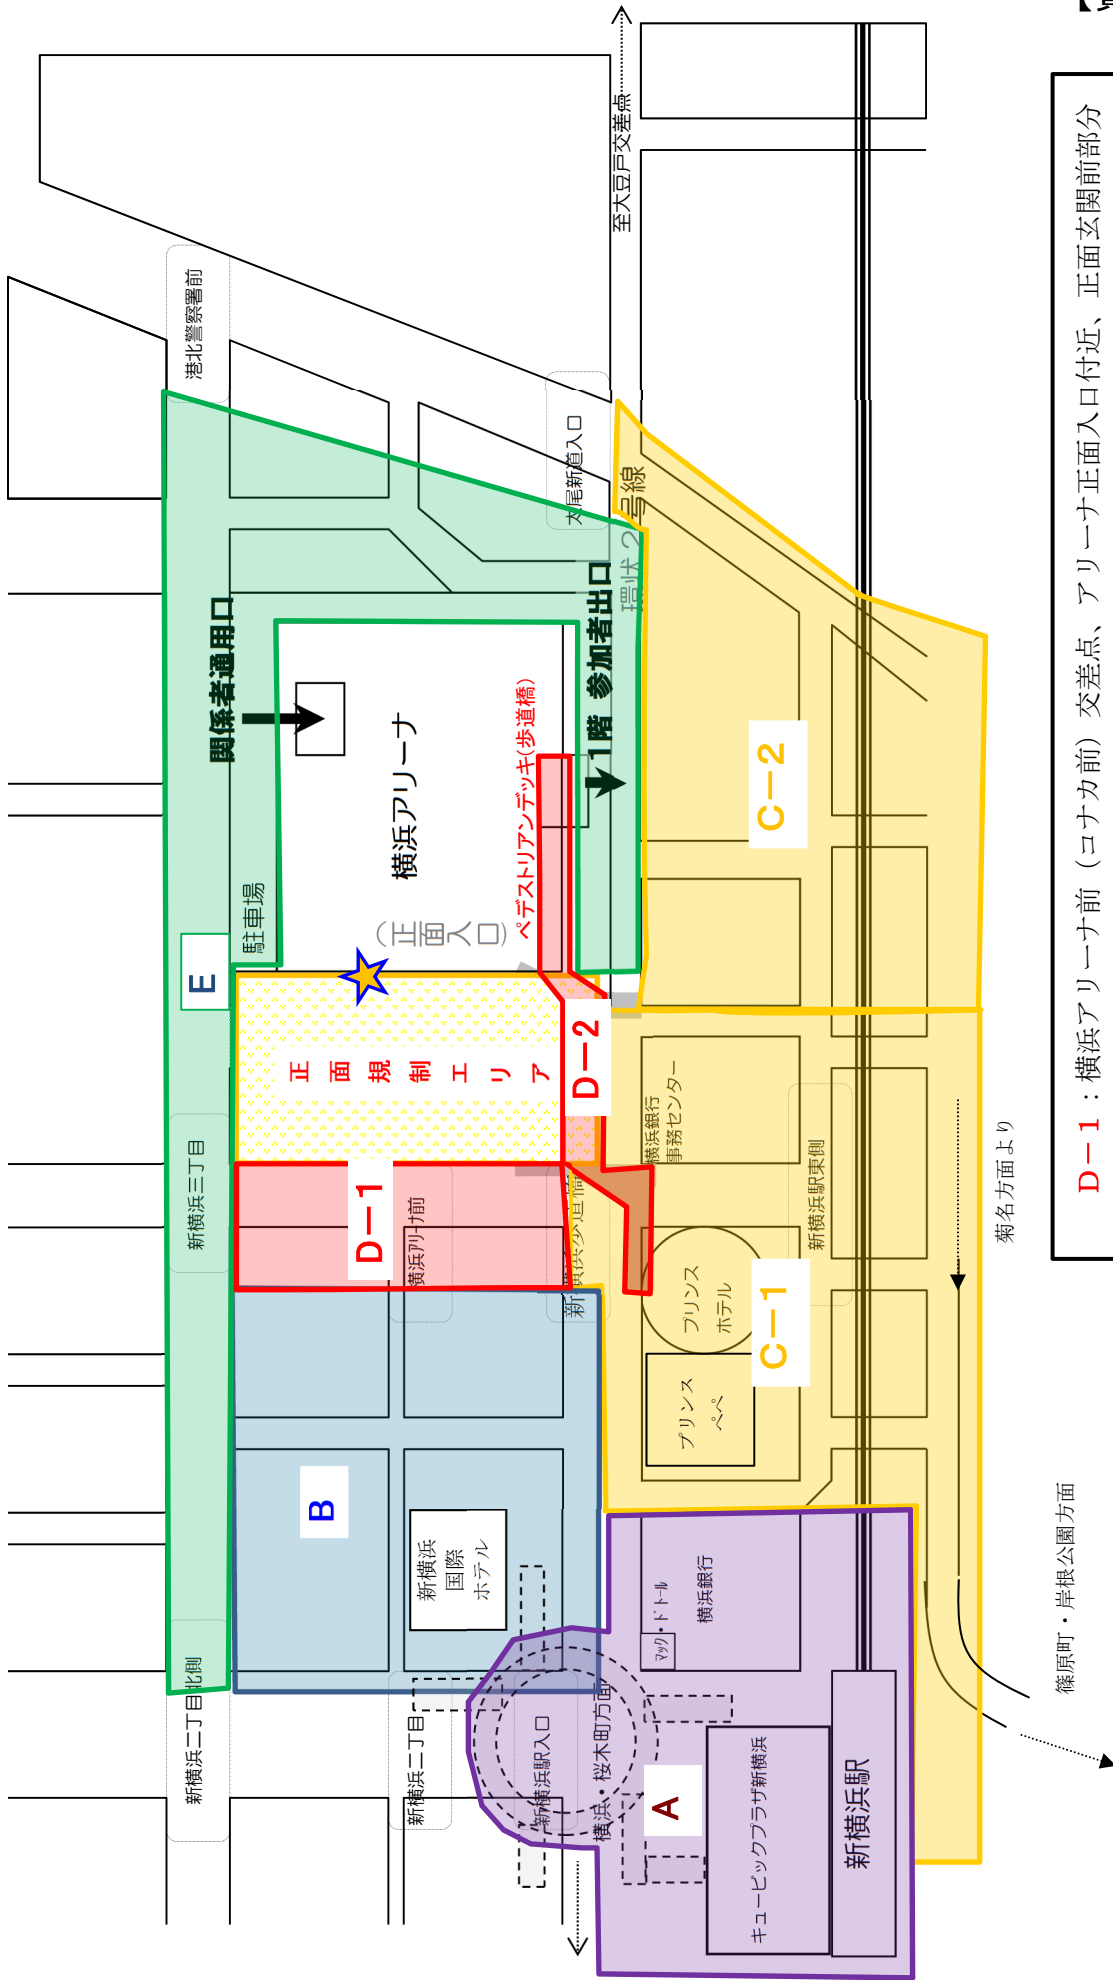 港北警察署前
至大豆戸交差点
太尾新道入口
環状2号線
関係者通用口
1階 参加者出口
横浜アリーナ
(正面入口)
ペデストリアンデッキ(歩道橋)
駐車場
E
C－2
正面規制エリア
D－2
D－1
横浜アリーナ前
新横浜三丁目
新横浜歩道橋
横浜銀行
事務センター
新横浜駅東側
プリンス
ホテル
C－1
プリンス
ペペ
菊名方面より
B
新横浜
国際
ホテル
マック・ドトール
横浜銀行
新横浜二丁目北側
新横浜二丁目
新横浜駅入口
横浜・桜木町方面
A
キュービックプラザ新横浜
新横浜駅
篠原町・岸根公園方面
D－1：横浜アリーナ前（コナカ前）交差点、アリーナ正面入口付近、正面玄関前部分